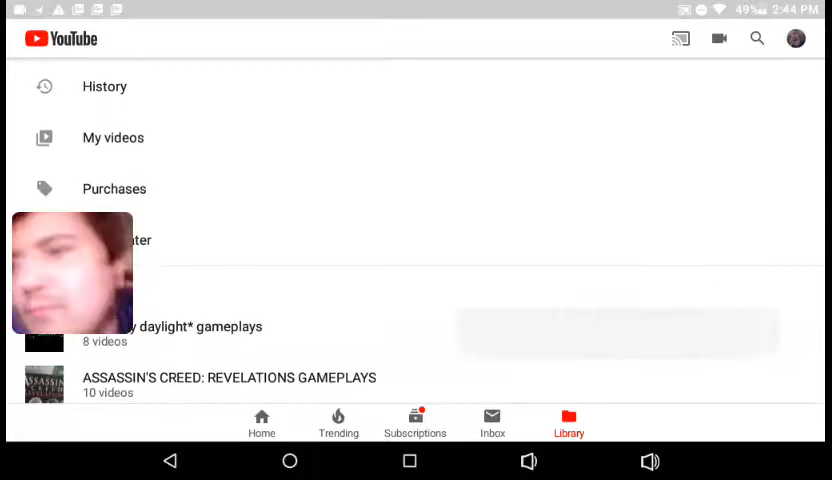 49% 2:44 PM
YouTube
History
My videos
Purchases
ater
y daylight* gameplays
8 videos
ASSASSIN'S CREED: REVELATIONS GAMEPLAYS
10 videos
Home Trending Subscriptions Inbox Library